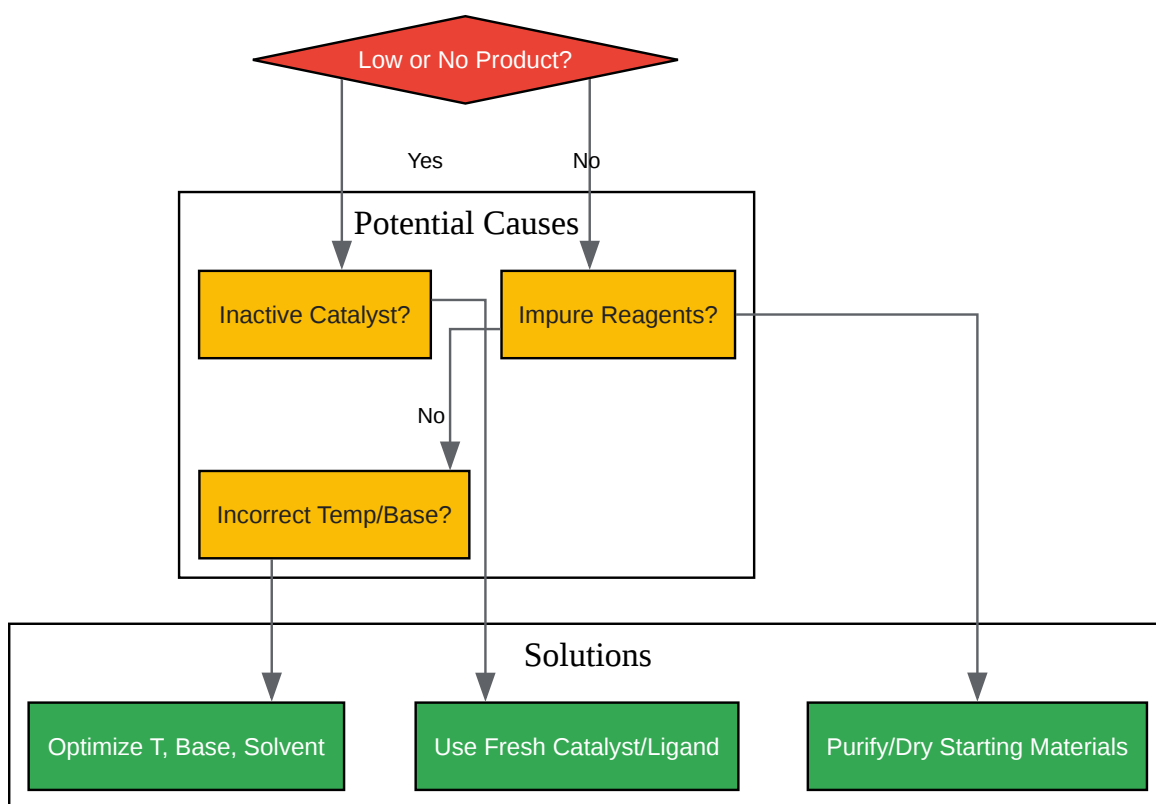 Low or No Product?
Yes
No
Potential Causes
Inactive Catalyst?
Impure Reagents?
No
Incorrect Temp/Base?
Solutions
Optimize T, Base, Solvent
Use Fresh Catalyst/Ligand
Purify/Dry Starting Materials